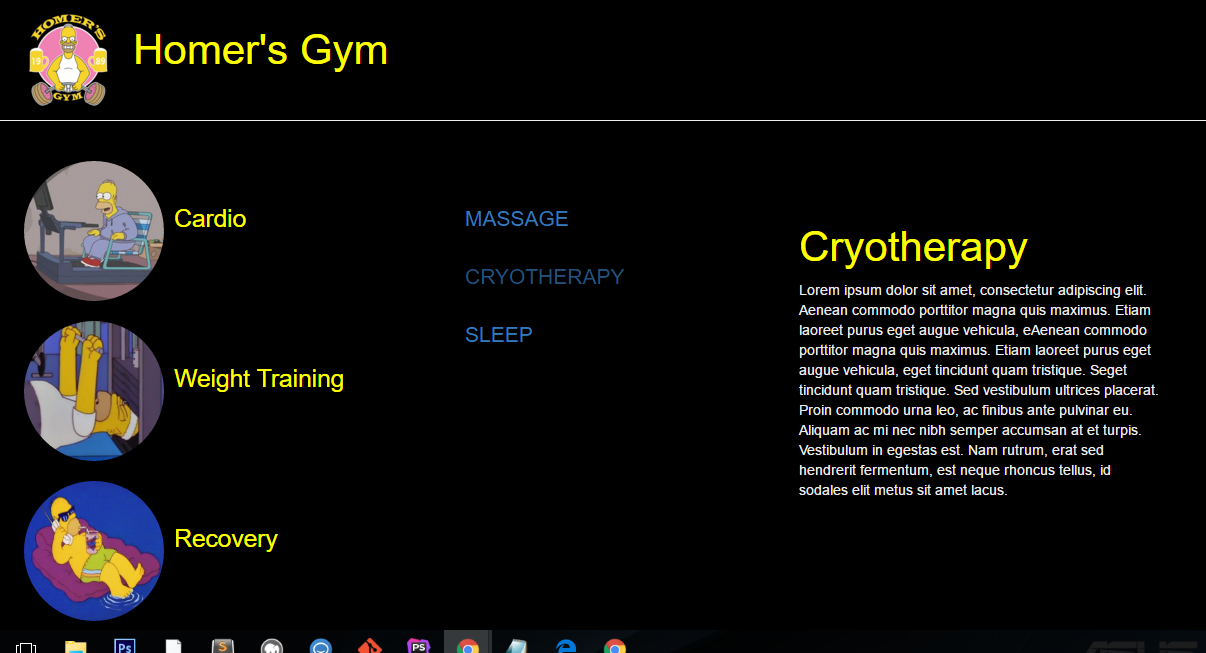 HOMER'S
19 89
GYM
Homer's Gym
Cardio
Weight Training
Recovery
MASSAGE
CRYOTHERAPY
SLEEP
Cryotherapy
Lorem ipsum dolor sit amet, consectetur adipiscing elit.
Aenean commodo porttitor magna quis maximus. Etiam
laoreet purus eget augue vehicula, eAenean commodo
porttitor magna quis maximus. Etiam laoreet purus eget
augue vehicula, eget tincidunt quam tristique. Seget
tincidunt quam tristique. Sed vestibulum ultrices placerat.
Proin commodo urna leo, ac finibus ante pulvinar eu.
Aliquam ac mi nec nibh semper accumsan at et turpis.
Vestibulum in egestas est. Nam rutrum, erat sed
hendrerit fermentum, est neque rhoncus tellus, id
sodales elit metus sit amet lacus.
Ps
S
PS